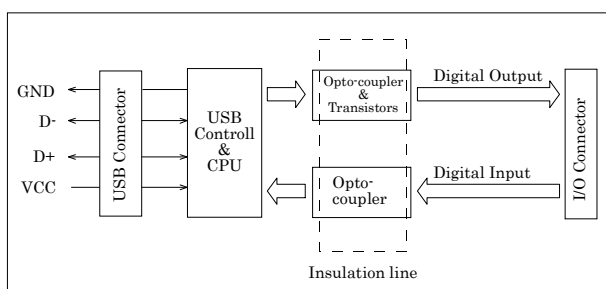 GND
D-
D+
VCC
USB Connector
USB
Controll
&
CPU
Opto-coupler
&
Transistors
Opto-
coupler
Digital Output
Digital Input
I/O Connector
Insulation line